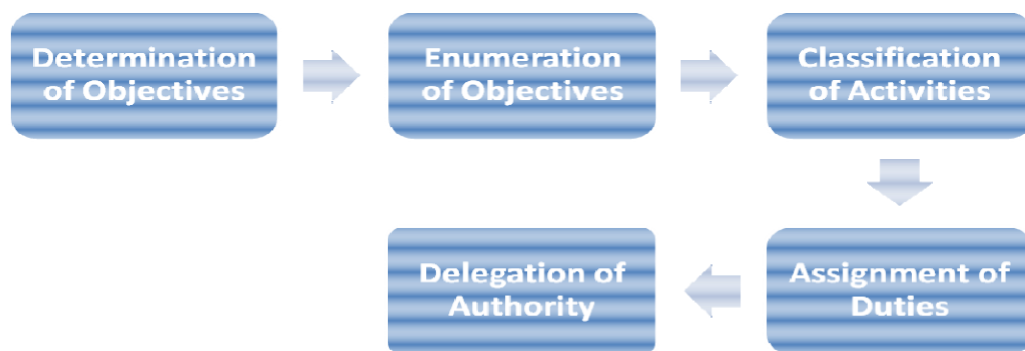 Determination
of Objectives
Enumeration
of Objectives
Classification
of Activities
Assignment of
Duties
Delegation of
Authority